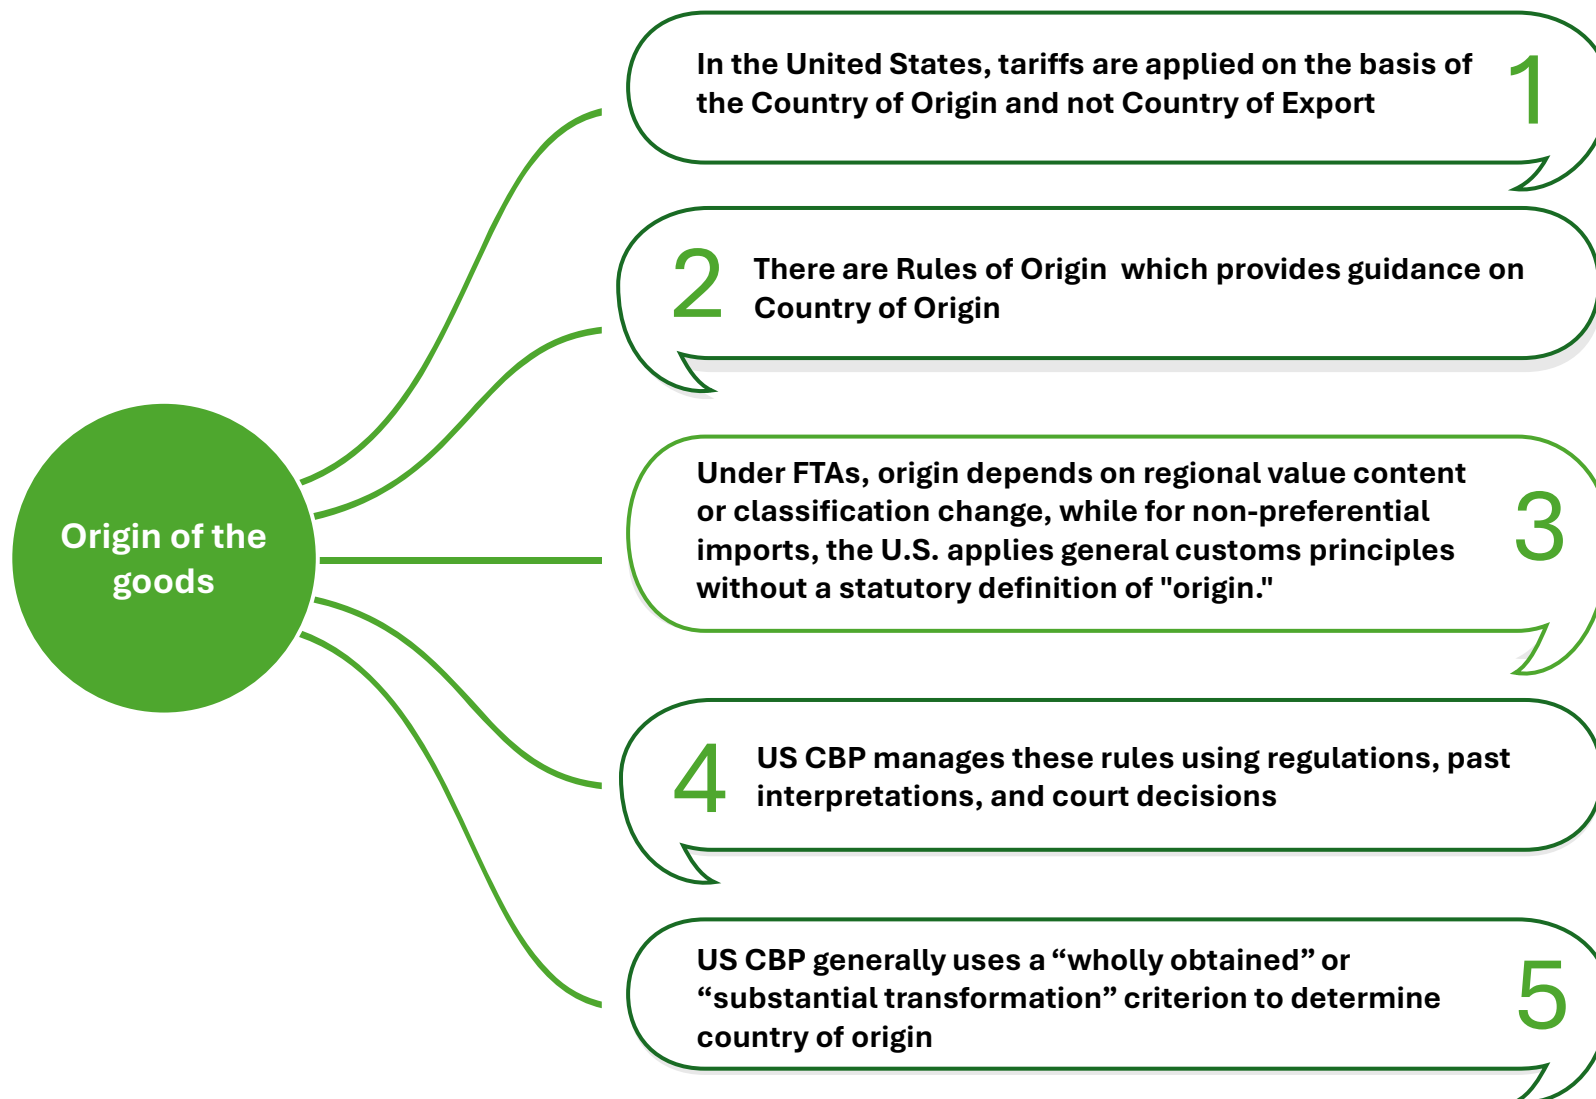 Origin of the
goods
In the United States, tariffs are applied on the basis of
the Country of Origin and not Country of Export
1
2
There are Rules of Origin  which provides guidance on
Country of Origin
Under FTAs, origin depends on regional value content
or classification change, while for non-preferential
imports, the U.S. applies general customs principles
without a statutory definition of "origin."
3
4
US CBP manages these rules using regulations, past
interpretations, and court decisions
US CBP generally uses a “wholly obtained” or
“substantial transformation” criterion to determine
country of origin
5